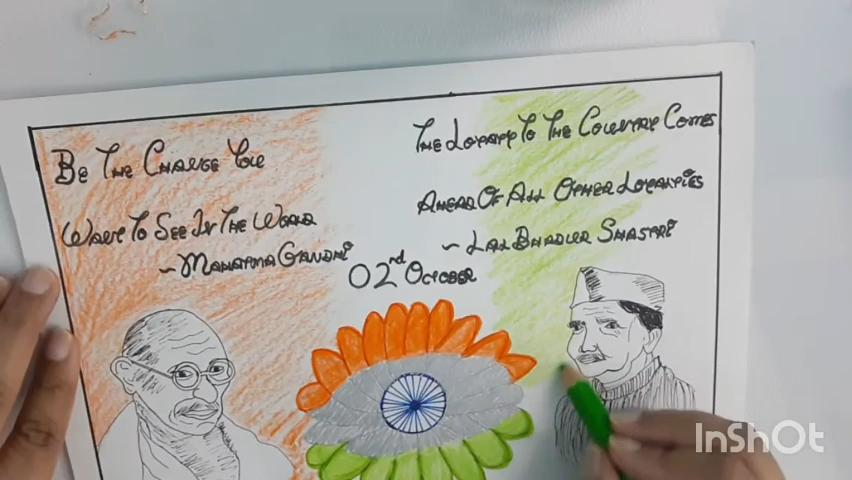 Be The Change You
Want To See In The World
~ Mahatma Gandhi
The Loyalty To The Country Comes
Ahead Of All Other Loyalties
~ Lal Bhadur Shastri
02nd October
InShOt